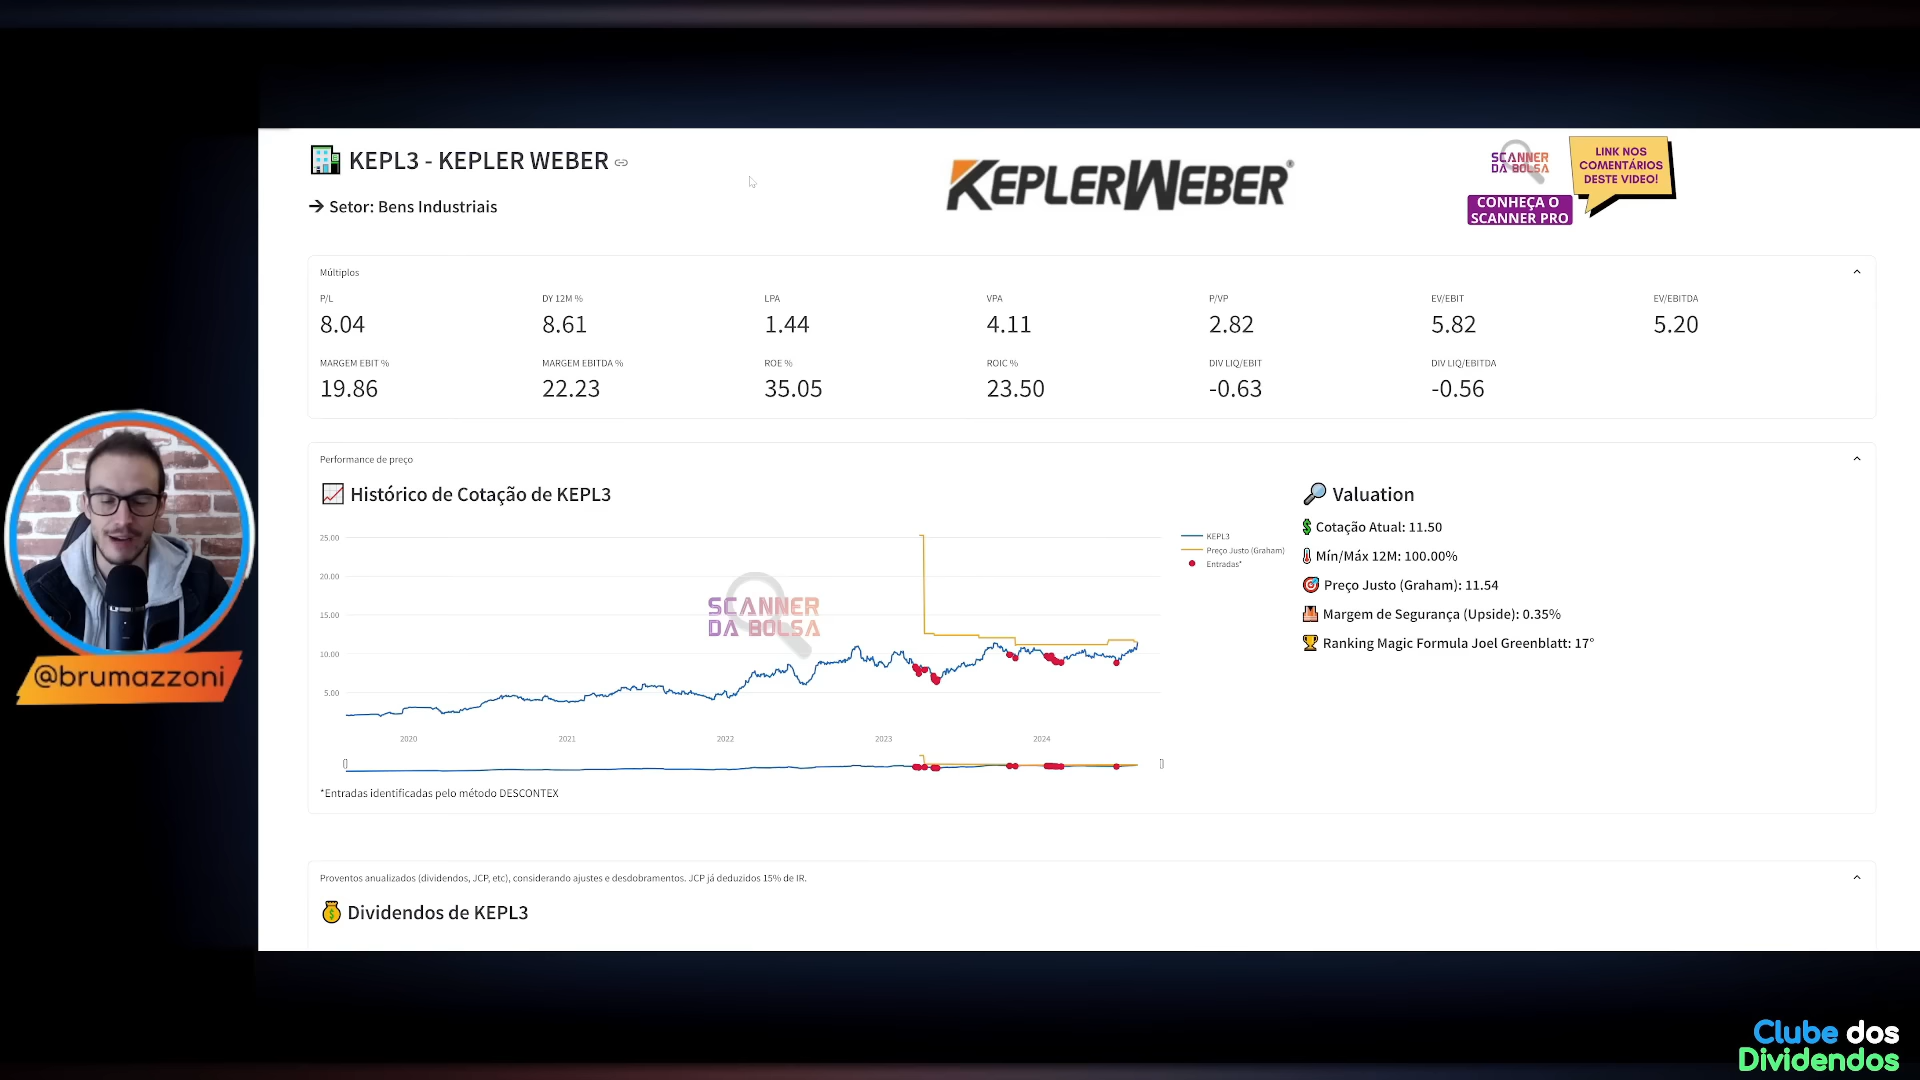 KEPL3 - KEPLER WEBER
→ Setor: Bens Industriais
KEPLERWEBER®
SCANNER
DA BOLSA
CONHEÇA O
SCANNER PRO
LINK NOS
COMENTÁRIOS
DESTE VIDEO!
Múltiplos
P/L DY 12M % LPA VPA P/VP EV/EBIT EV/EBITDA
8.04 8.61 1.44 4.11 2.82 5.82 5.20
MARGEM EBIT % MARGEM EBITDA % ROE % ROIC % DIV LIQ/EBIT DIV LIQ/EBITDA
19.86 22.23 35.05 23.50 -0.63 -0.56
Performance de preço
Histórico de Cotação de KEPL3
25.00
20.00
15.00
10.00
5.00
2020 2021 2022 2023 2024
SCANNER
DA BOLSA
KEPL3
Preço Justo (Graham)
Entradas*
*Entradas identificadas pelo método DESCONTEX
Valuation
Cotação Atual: 11.50
Mín/Máx 12M: 100.00%
Preço Justo (Graham): 11.54
Margem de Segurança (Upside): 0.35%
Ranking Magic Formula Joel Greenblatt: 17°
Proventos anualizados (dividendos, JCP, etc), considerando ajustes e desdobramentos. JCP já deduzidos 15% de IR.
Dividendos de KEPL3
@brumazzoni
Clube dos
Dividendos